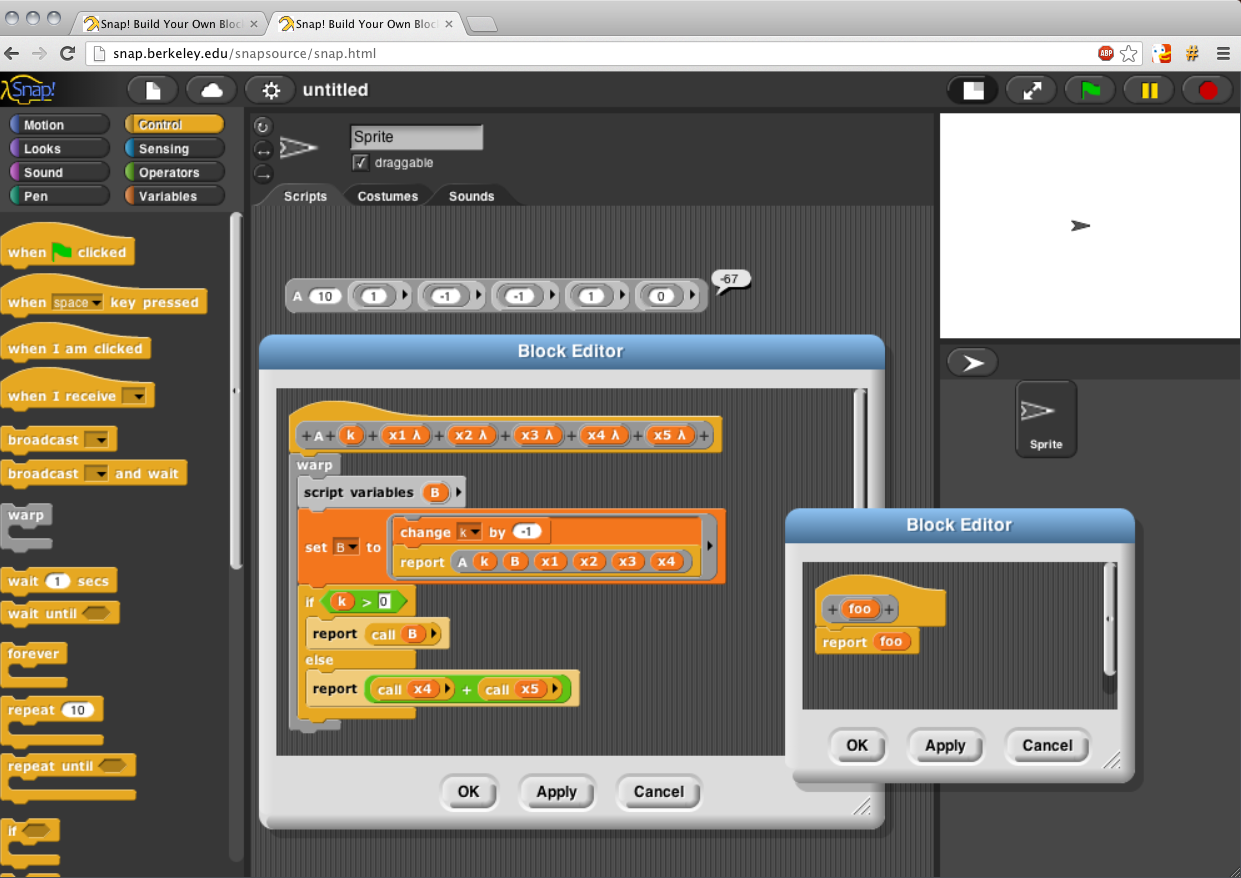 Snap! Build Your Own Bloc
Snap! Build Your Own Bloc
snap.berkeley.edu/snapsource/snap.html
ABP
λSnap!
untitled
Motion Control
Looks Sensing
Sound Operators
Pen Variables
Sprite
draggable
Scripts Costumes Sounds
when clicked
when space key pressed
when I am clicked
when I receive
broadcast
broadcast and wait
warp
wait 1 secs
wait until
forever
repeat 10
repeat until
if
A 10 1 -1 -1 1 0
-67
Block Editor
+ A + k + x1 λ + x2 λ + x3 λ + x4 λ + x5 λ +
warp
script variables B
set B to
change k by -1
report A k B x1 x2 x3 x4
if k > 0
report call B
else
report call x4 + call x5
OK Apply Cancel
Sprite
Block Editor
+ foo +
report foo
OK Apply Cancel